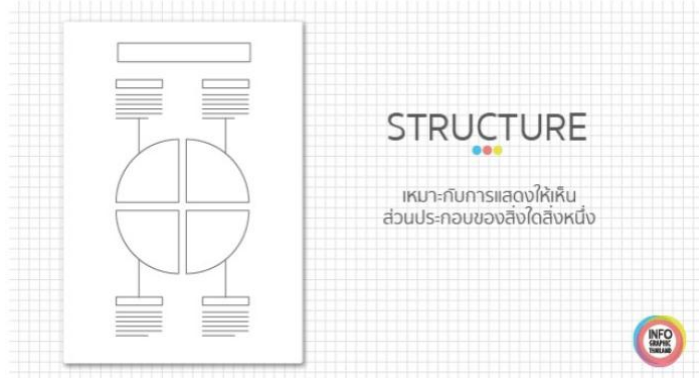 STRUCTURE
เหมาะกับการแสดงให้เห็น
ส่วนประกอบของสิ่งใดสิ่งหนึ่ง
INFO
GRAPHIC
THAILAND